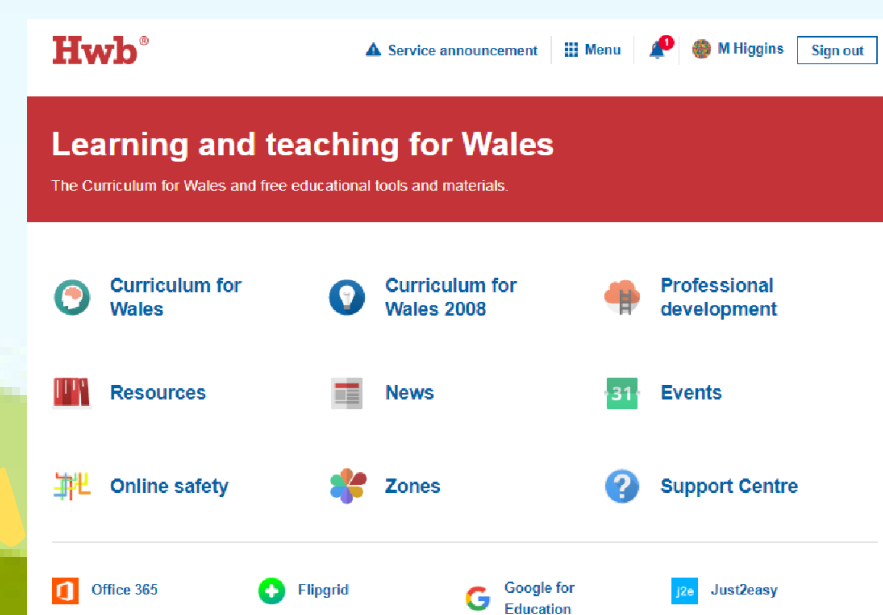 Hwb®
Service announcement
Menu
1
M Higgins
Sign out
Learning and teaching for Wales
The Curriculum for Wales and free educational tools and materials.
Curriculum for
Wales
Curriculum for
Wales 2008
Professional
development
Resources
News
31
Events
Online safety
Zones
?
Support Centre
Office 365
Flipgrid
G
Google for
Education
j2e
Just2easy